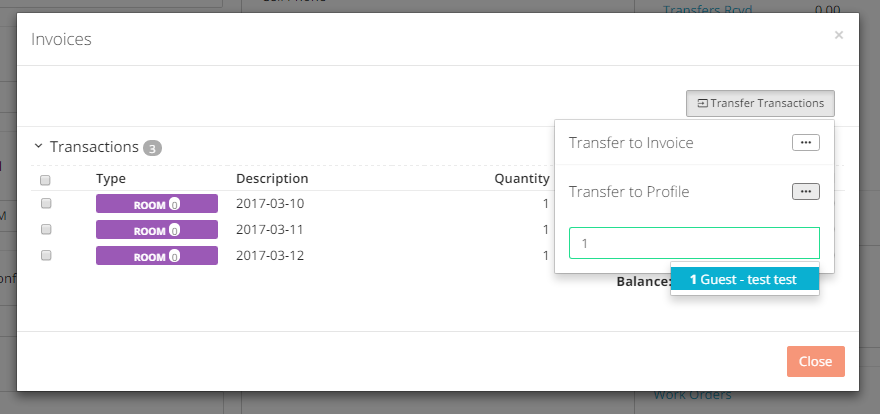 Transfers Rcvd 0.00
Invoices ×
Transfer Transactions
Transactions 3
Transfer to Invoice
Type Description Quantity
Transfer to Profile
ROOM 0 2017-03-10 1
ROOM 0 2017-03-11 1
1
ROOM 0 2017-03-12 1
Balance:
1 Guest - test test
Close
Work Orders